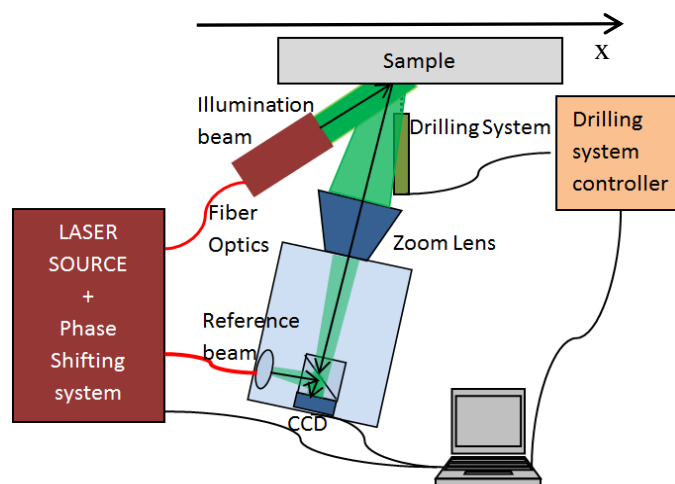 X
Sample
Illumination
beam
Drilling System
Drilling
system
controller
Fiber
Optics
Zoom Lens
LASER
SOURCE
+
Phase
Shifting
system
Reference
beam
CCD